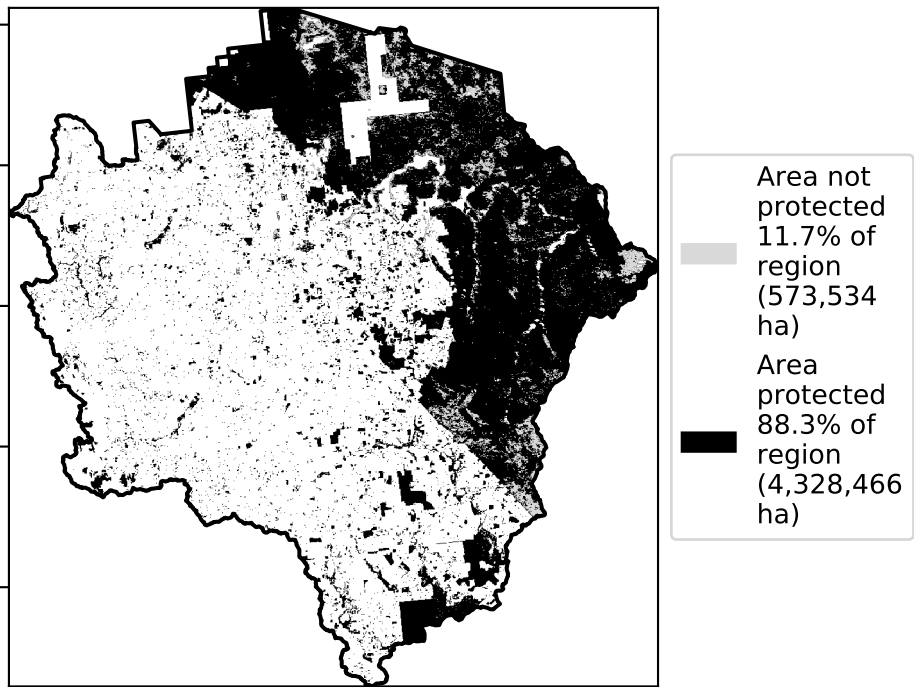 Area not
protected
11.7% of
region
(573,534
ha)
Area
protected
88.3% of
region
(4,328,466
ha)